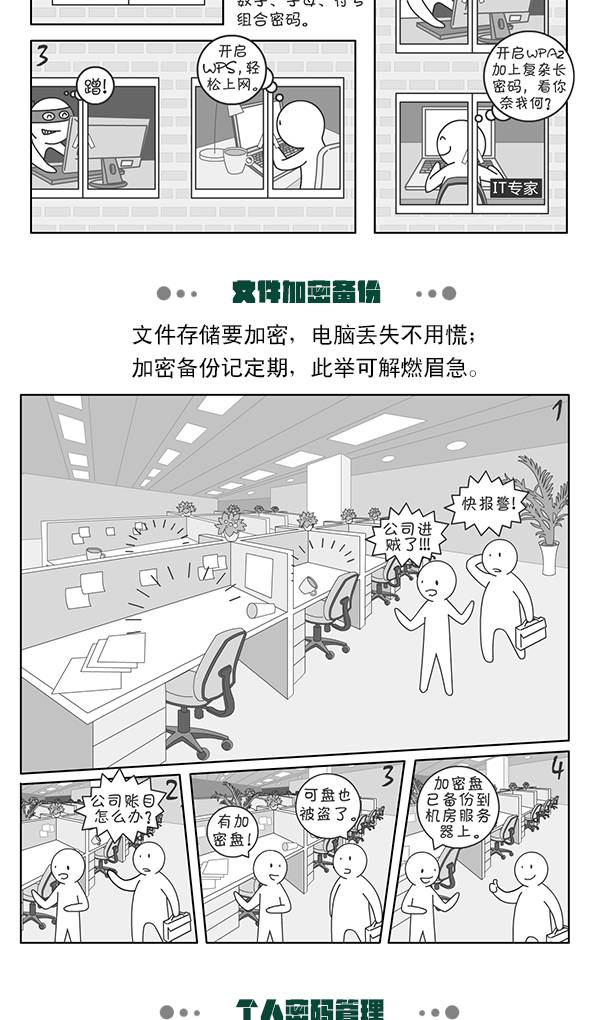 组合密码。
3
蹭!
开启
WPS,轻
松上网。
开启WPA2
加上复杂长
密码，看你
奈我何?
IT专家
文件加密备份
文件存储要加密，电脑丢失不用慌；
加密备份记定期，此举可解燃眉急。
1
公司进
贼了!!!
快报警!
2
公司账目
怎么办?
3
有加
密盘!
可盘也
被盗了。
4
加密盘
已备份到
机房服务
器上。
个人密码管理